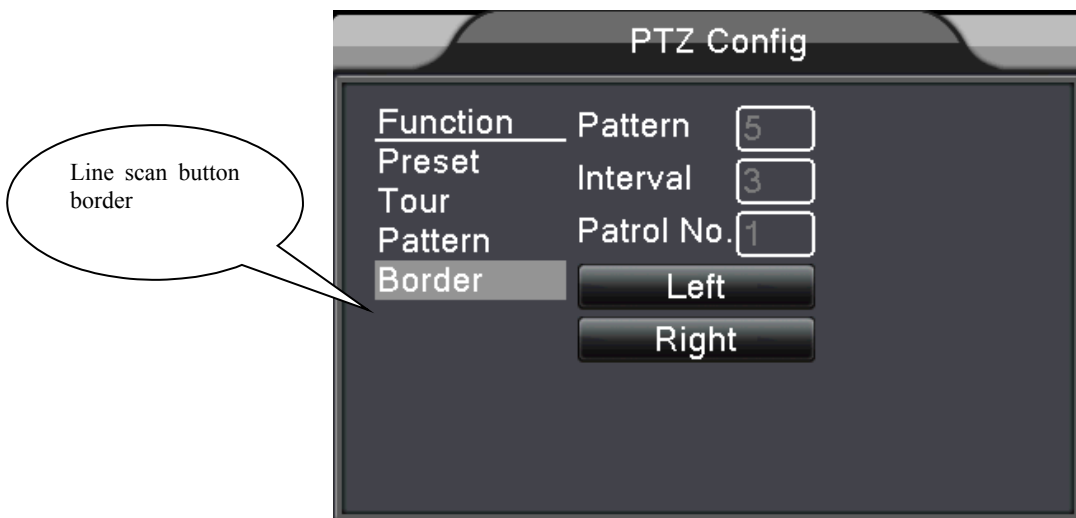 PTZ Config
Line scan button
border
Function
Preset
Tour
Pattern
Border
Pattern 5
Interval 3
Patrol No. 1
Left
Right